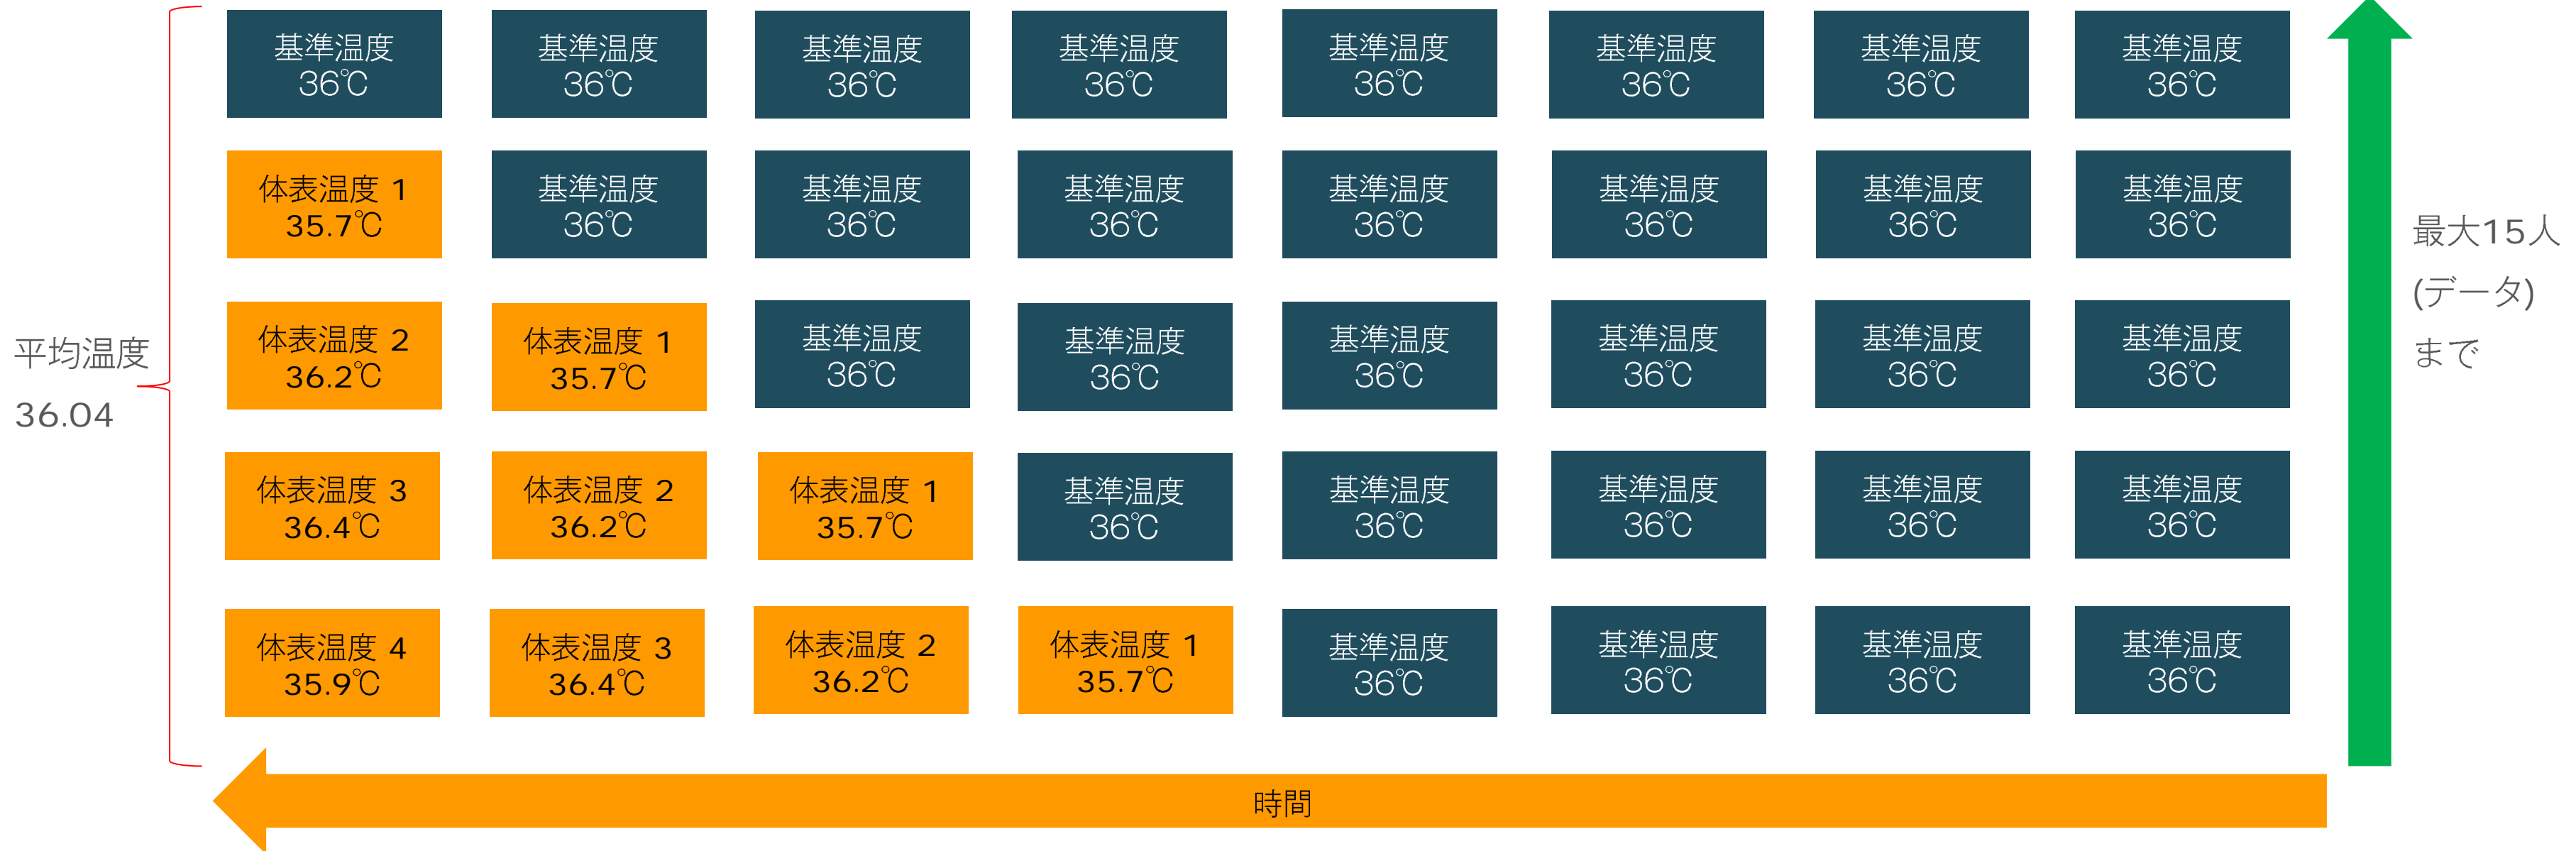 基準温度
36℃
基準温度
36℃
基準温度
36℃
基準温度
36℃
基準温度
36℃
基準温度
36℃
基準温度
36℃
基準温度
36℃
体表温度 1
35.7℃
基準温度
36℃
基準温度
36℃
基準温度
36℃
基準温度
36℃
基準温度
36℃
基準温度
36℃
基準温度
36℃
最大15人
(データ)
まで
平均温度
36.04
体表温度 2
36.2℃
体表温度 1
35.7℃
基準温度
36℃
基準温度
36℃
基準温度
36℃
基準温度
36℃
基準温度
36℃
基準温度
36℃
体表温度 3
36.4℃
体表温度 2
36.2℃
体表温度 1
35.7℃
基準温度
36℃
基準温度
36℃
基準温度
36℃
基準温度
36℃
基準温度
36℃
体表温度 4
35.9℃
体表温度 3
36.4℃
体表温度 2
36.2℃
体表温度 1
35.7℃
基準温度
36℃
基準温度
36℃
基準温度
36℃
基準温度
36℃
時間